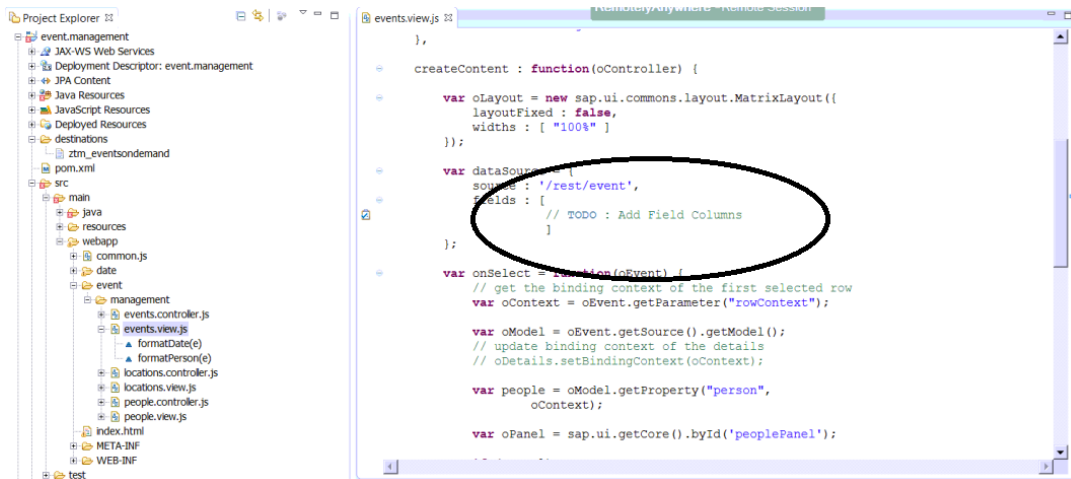 Project Explorer
event.management
JAX-WS Web Services
Deployment Descriptor: event.management
JPA Content
Java Resources
JavaScript Resources
Deployed Resources
destinations
ztm_eventsondemand
pom.xml
src
main
java
resources
webapp
common.js
date
event
management
events.controller.js
events.view.js
formatDate(e)
formatPerson(e)
locations.controller.js
locations.view.js
people.controller.js
people.view.js
index.html
META-INF
WEB-INF
test
events.view.js
RemotelyAnywhere - Remote Session
},
createContent : function(oController) {
var oLayout = new sap.ui.commons.layout.MatrixLayout({
layoutFixed : false,
widths : [ "100%" ]
});
var dataSource = {
source : '/rest/event',
fields : [
// TODO : Add Field Columns
]
};
var onSelect = function(oEvent) {
// get the binding context of the first selected row
var oContext = oEvent.getParameter("rowContext");
var oModel = oEvent.getSource().getModel();
// update binding context of the details
// oDetails.setBindingContext(oContext);
var people = oModel.getProperty("person",
oContext);
var oPanel = sap.ui.getCore().byId('peoplePanel');